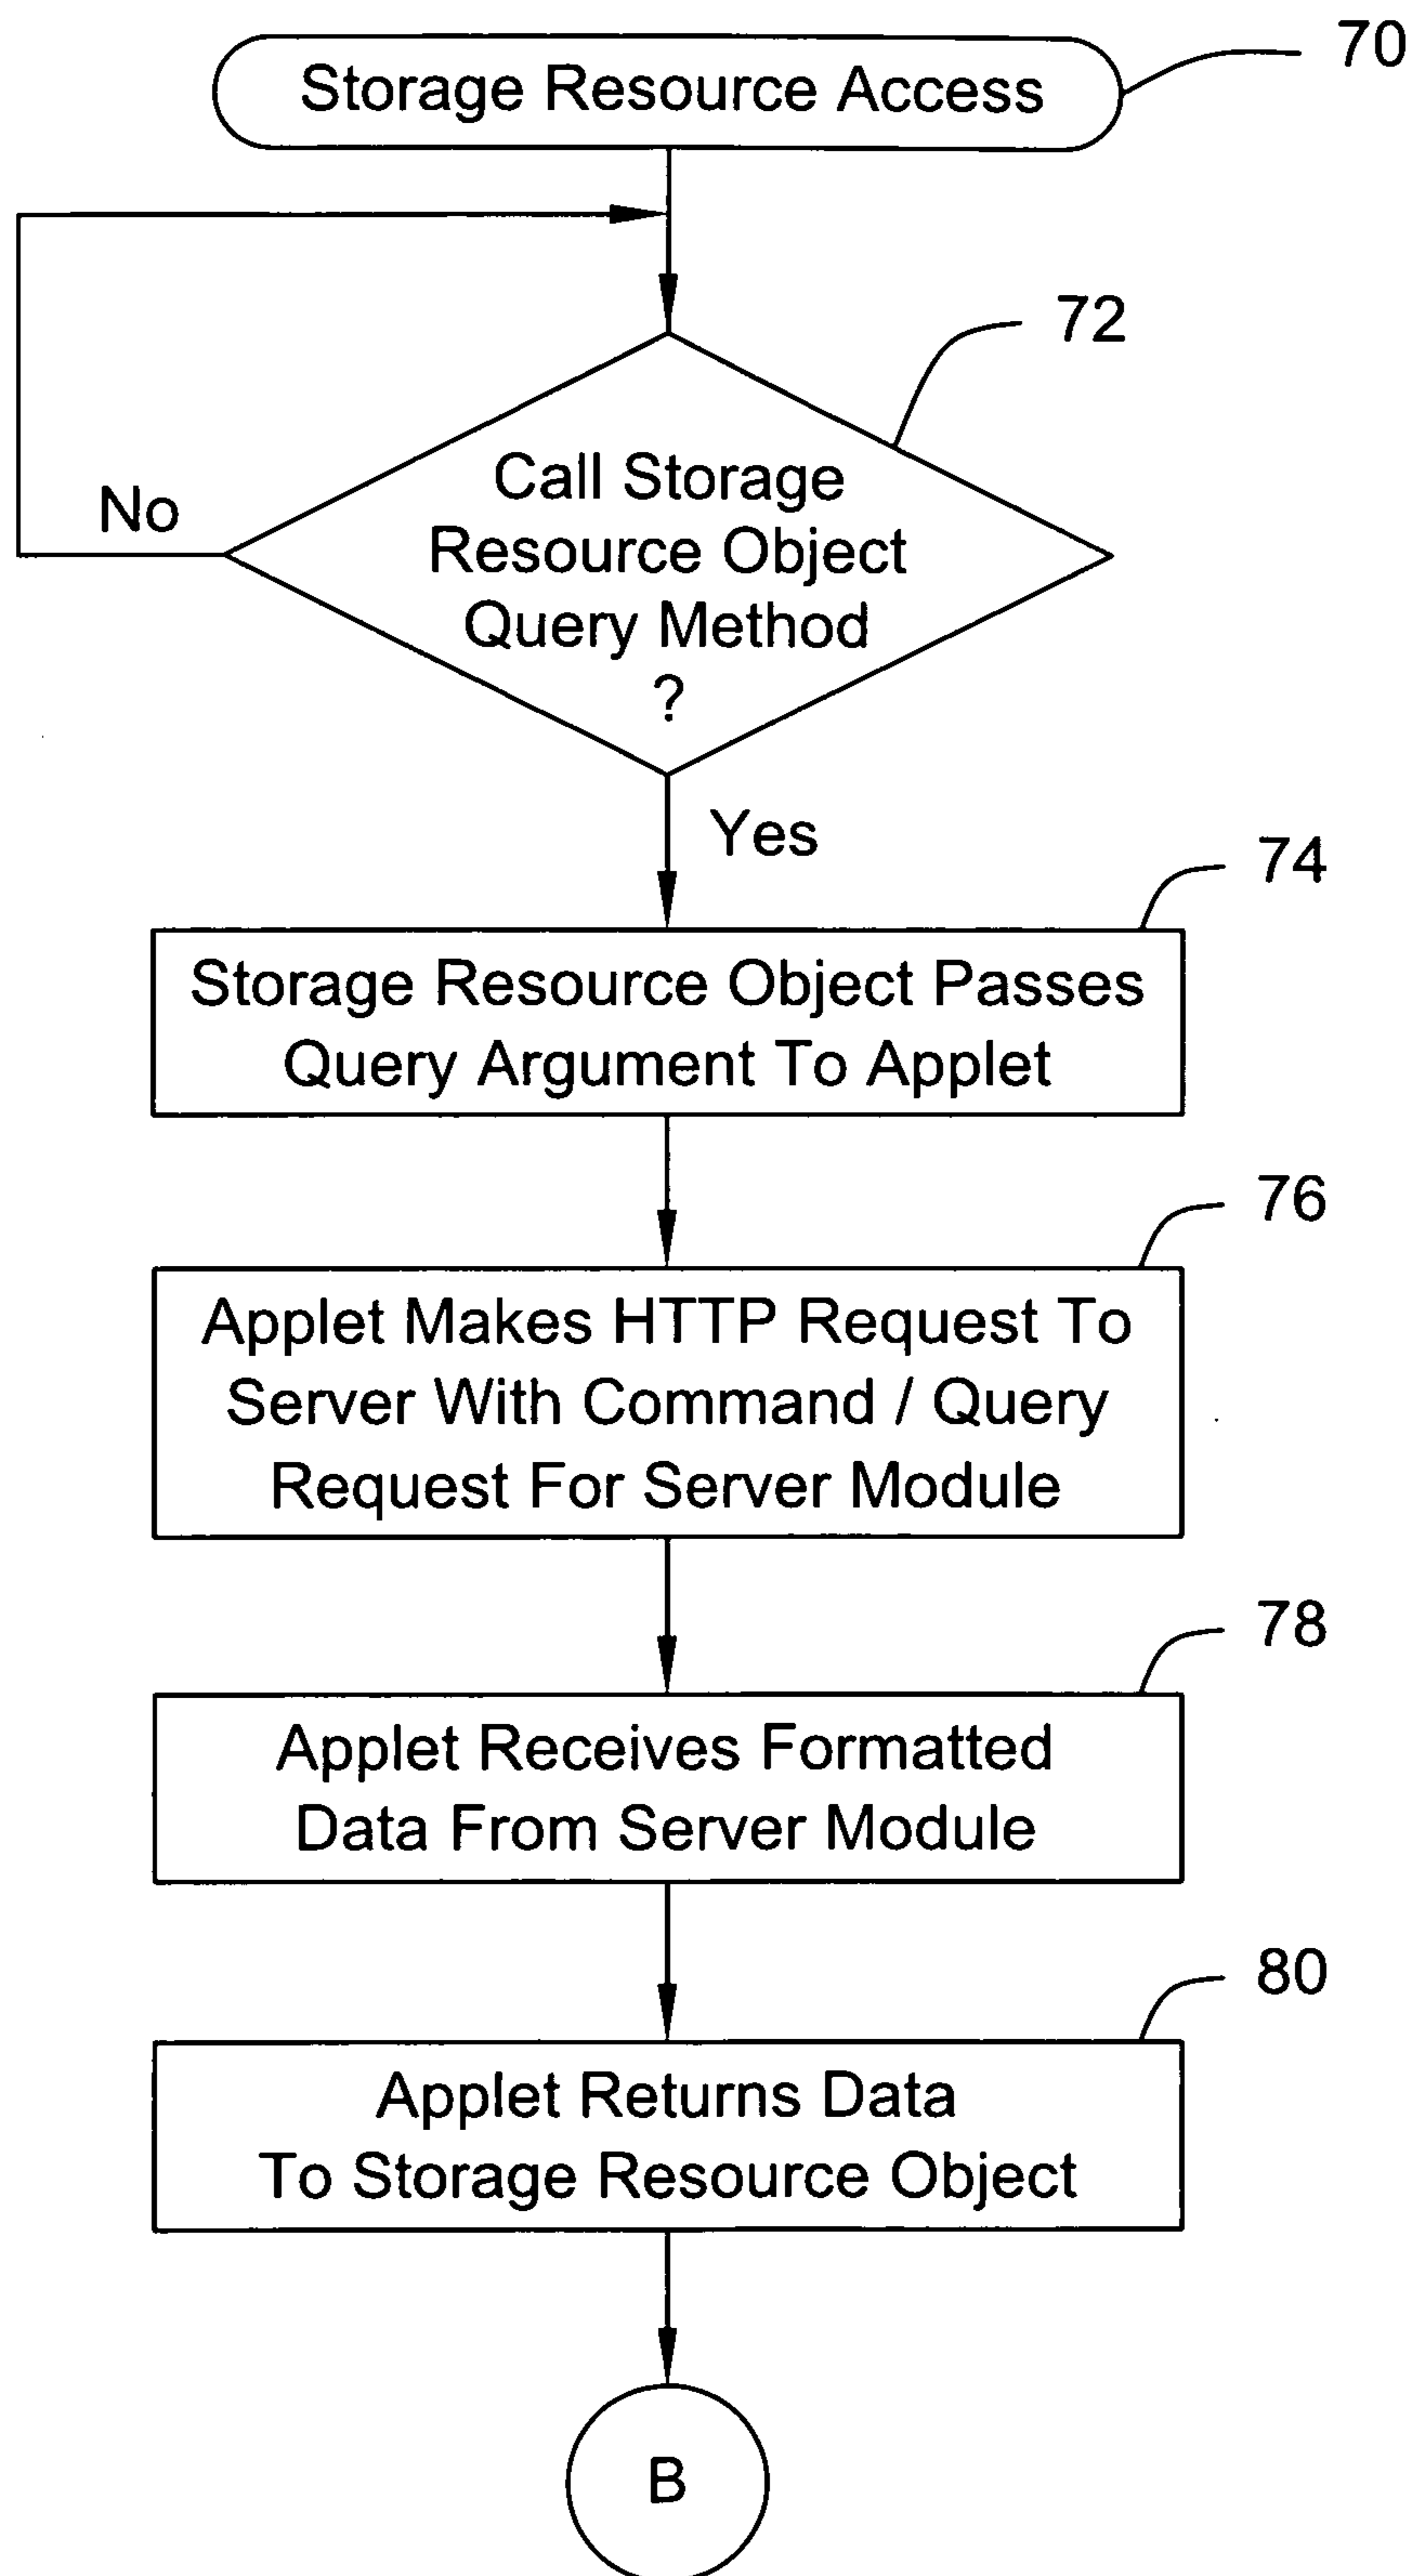 Storage Resource Access
70
72
Call Storage
Resource Object
Query Method
?
No
Yes
74
Storage Resource Object Passes
Query Argument To Applet
76
Applet Makes HTTP Request To
Server With Command / Query
Request For Server Module
78
Applet Receives Formatted
Data From Server Module
80
Applet Returns Data
To Storage Resource Object
B